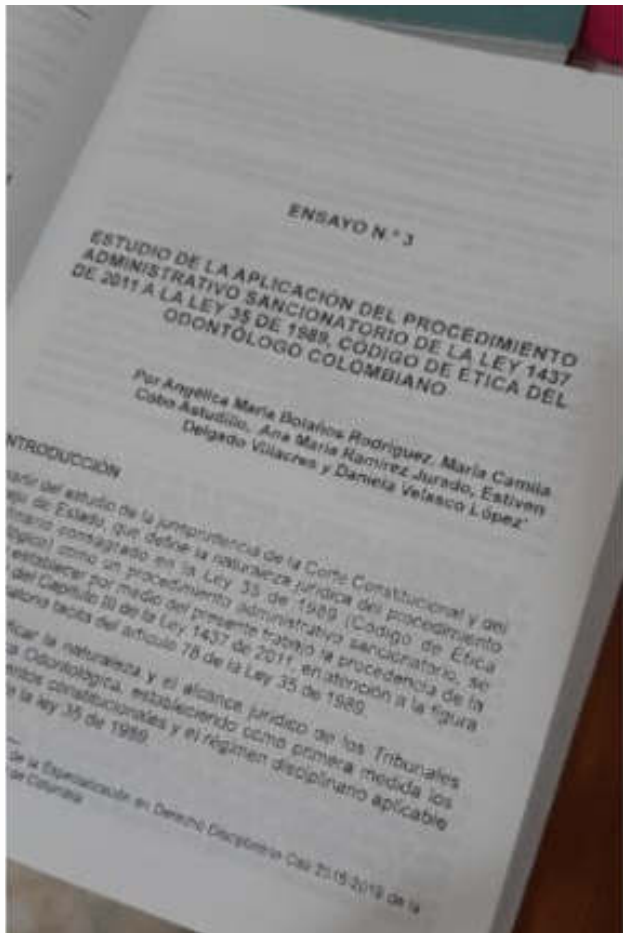 ENSAYO N.° 3
ESTUDIO DE LA APLICACIÓN DEL PROCEDIMIENTO
ADMINISTRATIVO SANCIONATORIO DE LA LEY 1437
DE 2011 A LA LEY 35 DE 1989, CÓDIGO DE ÉTICA DEL
ODONTÓLOGO COLOMBIANO
Por Angélica María Bolaños Rodríguez, María Camila
Cobo Astudillo, Ana María Ramírez Jurado, Estiven
Delgado Villacres y Daniela Velasco López*
INTRODUCCIÓN
partir del estudio de la jurisprudencia de la Corte Constitucional y del
de Estado, que define la naturaleza jurídica del procedimiento
consagrado en la Ley 35 de 1989 (Código de Ética
como un procedimiento administrativo sancionatorio, se
establecer por medio del presente trabajo la procedencia de la
del Capítulo III de la Ley 1437 de 2011, en atención a la figura
tácita del artículo 78 de la Ley 35 de 1989.
la naturaleza y el alcance jurídico de los Tribunales
Odontológica, estableciendo como primera medida los
constitucionales y el régimen disciplinario aplicable
la ley 35 de 1989.
de la Especialización en Derecho Disciplinario Cali 2018-2019 de la
de Colombia